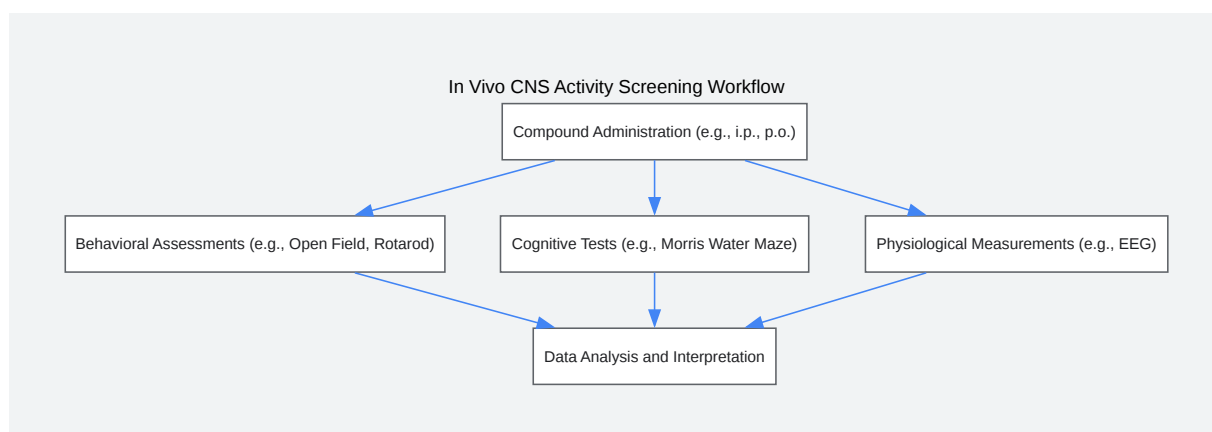 In Vivo CNS Activity Screening Workflow
Compound Administration (e.g., i.p., p.o.)
Behavioral Assessments (e.g., Open Field, Rotarod)
Cognitive Tests (e.g., Morris Water Maze)
Physiological Measurements (e.g., EEG)
Data Analysis and Interpretation